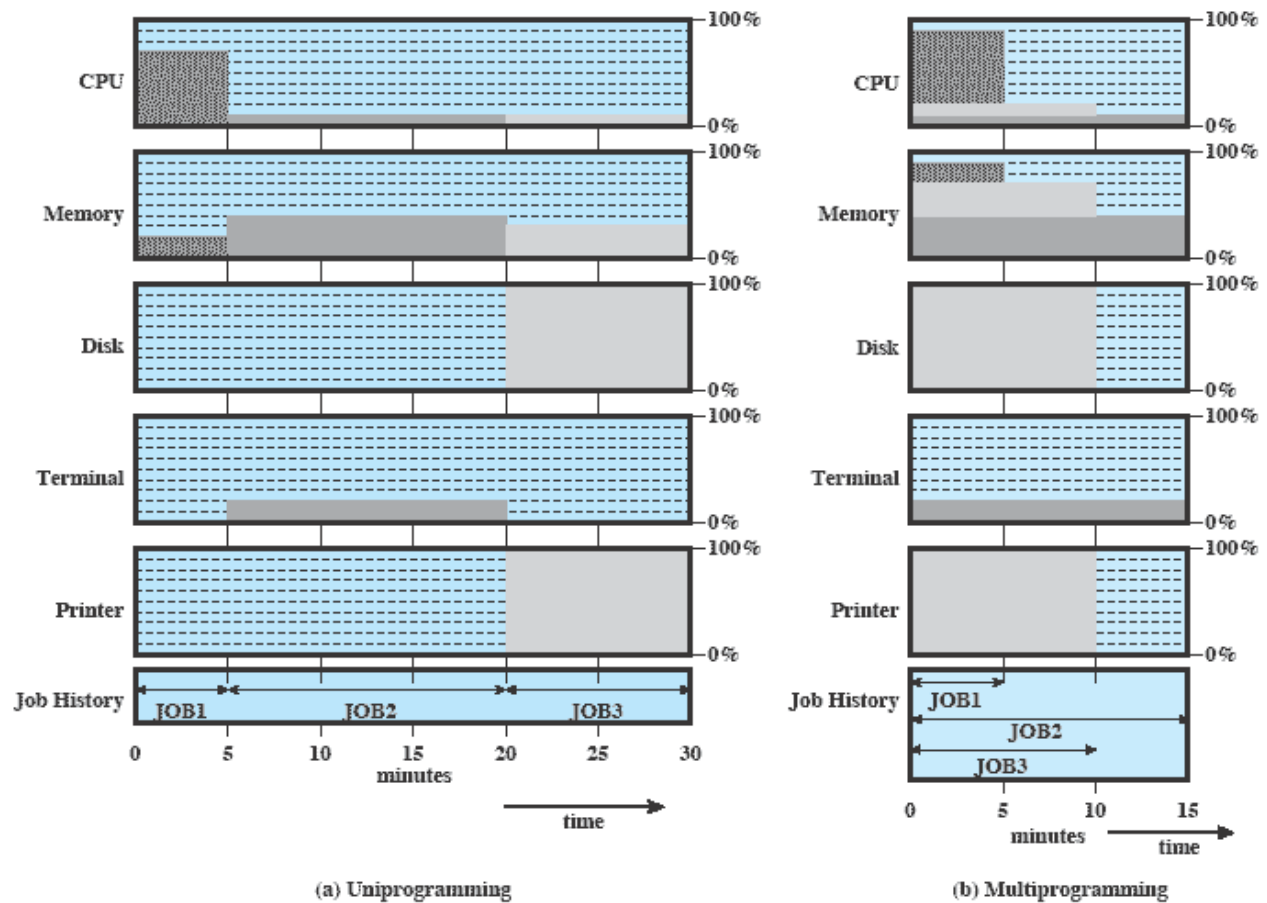 100%
CPU
0%
100%
Memory
0%
100%
Disk
0%
100%
Terminal
0%
100%
Printer
0%
Job History
JOB1 JOB2 JOB3
0 5 10 15 20 25 30
minutes
time
(a) Uniprogramming
100%
CPU
0%
100%
Memory
0%
100%
Disk
0%
100%
Terminal
0%
100%
Printer
0%
Job History
JOB1
JOB2
JOB3
0 5 10 15
minutes
time
(b) Multiprogramming